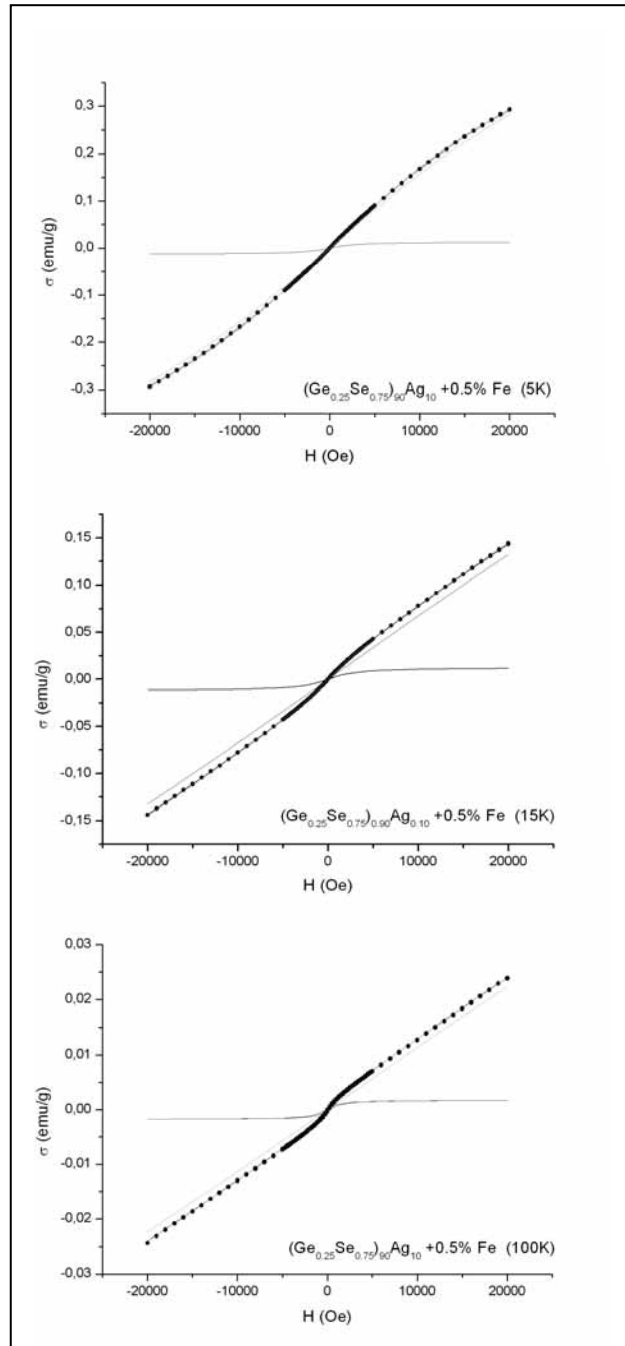 0,3
0,2
0,1
0,0
-0,1
-0,2
-0,3
σ (emu/g)
(Ge0.25Se0.75)90Ag10 +0.5% Fe (5K)
-20000 -10000 0 10000 20000
H (Oe)
0,15
0,10
0,05
0,00
-0,05
-0,10
-0,15
σ (emu/g)
(Ge0.25Se0.75)0.90Ag0.10 +0.5% Fe (15K)
-20000 -10000 0 10000 20000
H (Oe)
0,03
0,02
0,01
0,00
-0,01
-0,02
-0,03
σ (emu/g)
(Ge0.25Se0.75)90Ag10 +0.5% Fe (100K)
-20000 -10000 0 10000 20000
H (Oe)